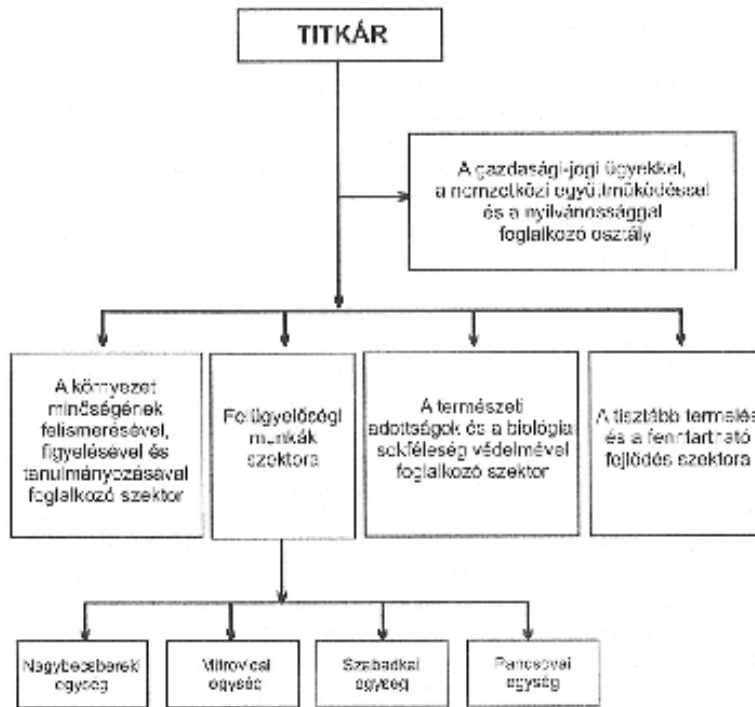 TITKÁR
A gazdasági-jogi ügyekkel,
a nemzetközi együttműködéssel
és a nyilvánossággal
foglalkozó osztály
A környezet
minőségének
felismerésével,
figyelésével és
tanulmányozásával
foglalkozó szektor
Felügyelőségi
munkák
szektora
A természeti
adottságok és a biológia
sokféleség védelmével
foglalkozó szektor
A tisztább termelés
és a fenntartható
fejlődés szektora
Nagybecskereki
egység
Mitrovicai
egység
Szabadkai
egység
Pancsovai
egység